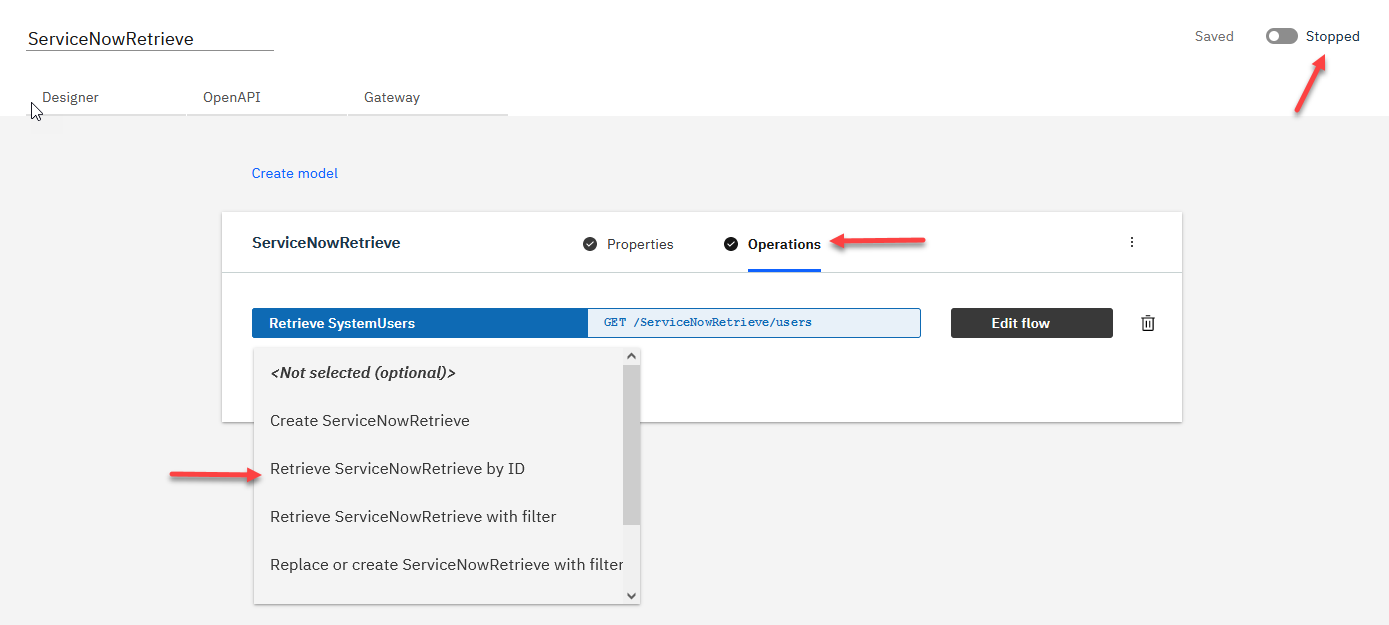 ServiceNowRetrieve
Saved
Stopped
Designer
OpenAPI
Gateway
Create model
ServiceNowRetrieve
Properties
Operations
Retrieve SystemUsers
GET /ServiceNowRetrieve/users
Edit flow
<Not selected (optional)>
Create ServiceNowRetrieve
Retrieve ServiceNowRetrieve by ID
Retrieve ServiceNowRetrieve with filter
Replace or create ServiceNowRetrieve with filter